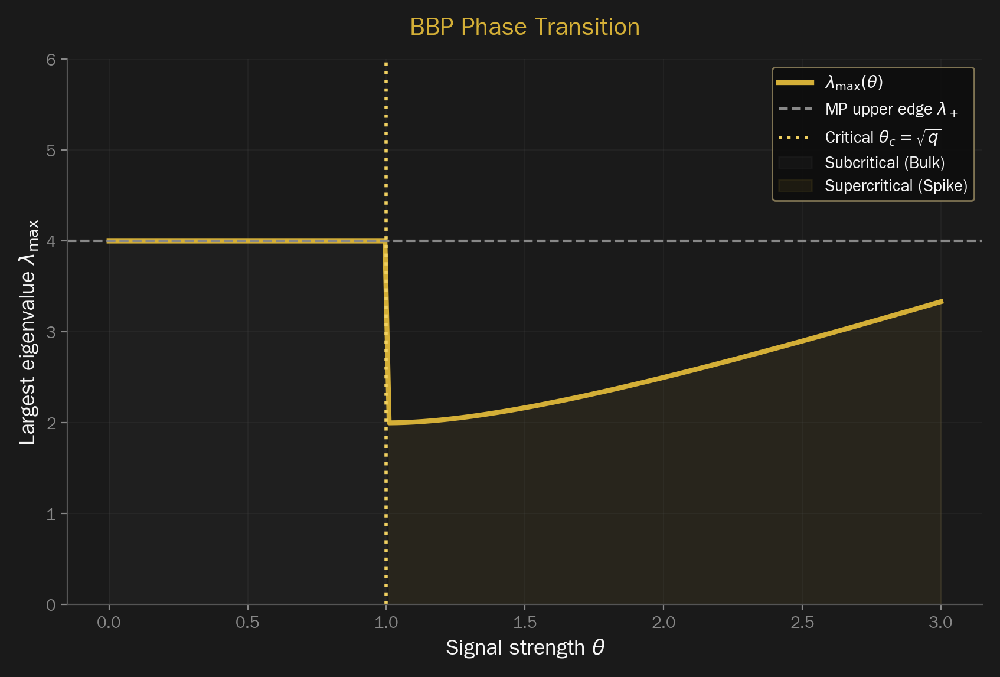 BBP Phase Transition
6
5
4
3
2
1
0
Largest eigenvalue λmax
λmax(θ)
MP upper edge λ+
Critical θc = √q
Subcritical (Bulk)
Supercritical (Spike)
0.0 0.5 1.0 1.5 2.0 2.5 3.0
Signal strength θ